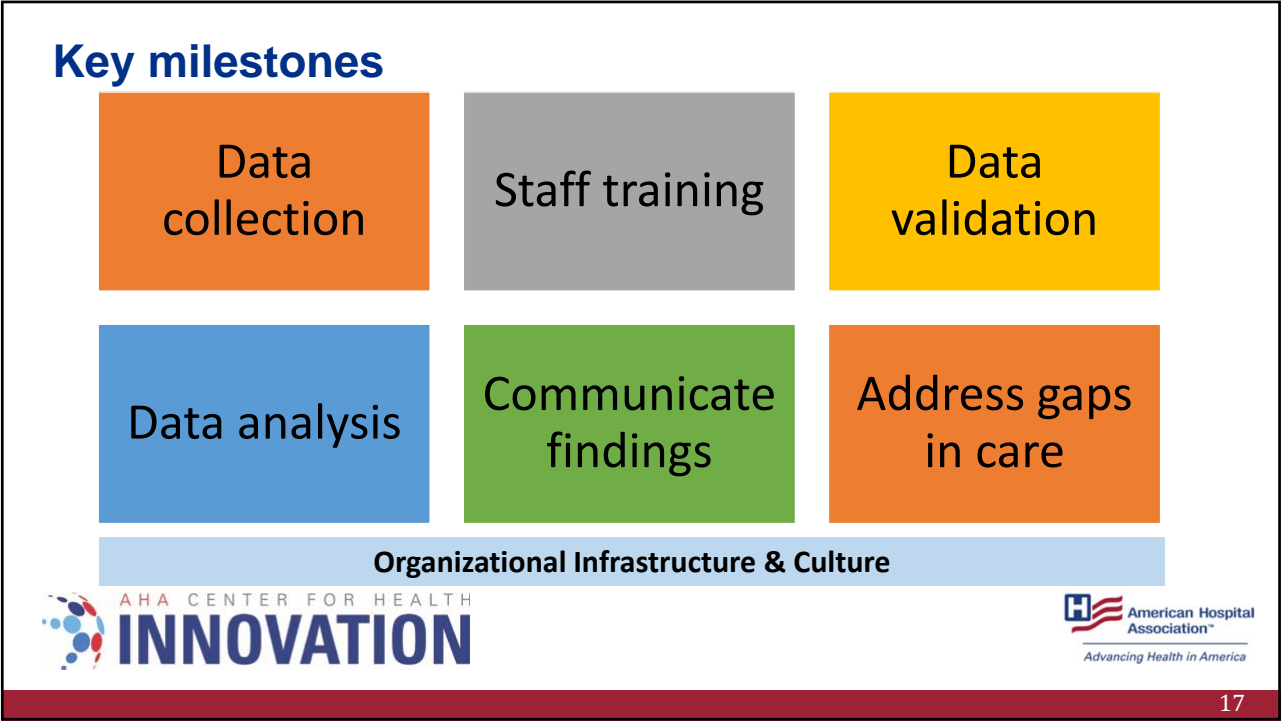 Key milestones
Data
collection
Staff training
Data
validation
Data analysis
Communicate
findings
Address gaps
in care
Organizational Infrastructure & Culture
AHA CENTER FOR HEALTH
INNOVATION
H
American Hospital
Association™
Advancing Health in America
17